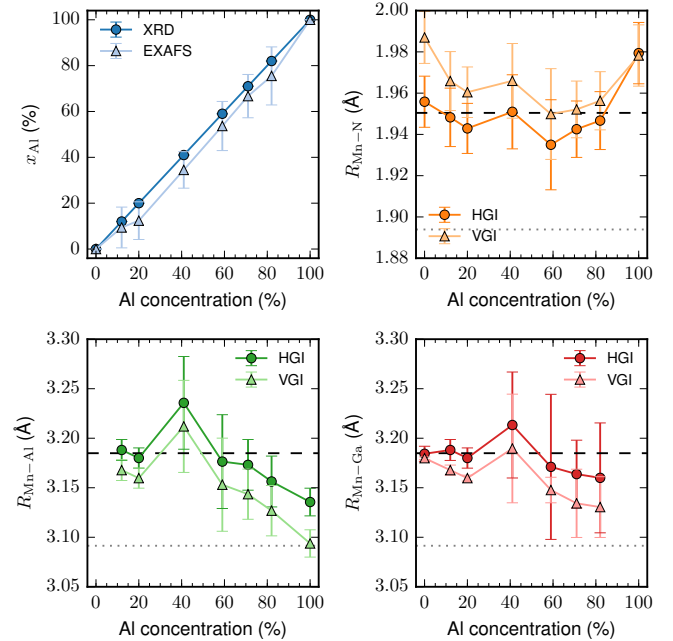 100
80
60
40
20
0
x_Al (%)
XRD
EXAFS
0 20 40 60 80 100
Al concentration (%)
2.00
1.98
1.96
1.94
1.92
1.90
1.88
R_Mn−N (Å)
HGI
VGI
0 20 40 60 80 100
Al concentration (%)
3.30
3.25
3.20
3.15
3.10
3.05
R_Mn−Al (Å)
HGI
VGI
0 20 40 60 80 100
Al concentration (%)
3.30
3.25
3.20
3.15
3.10
3.05
R_Mn−Ga (Å)
HGI
VGI
0 20 40 60 80 100
Al concentration (%)